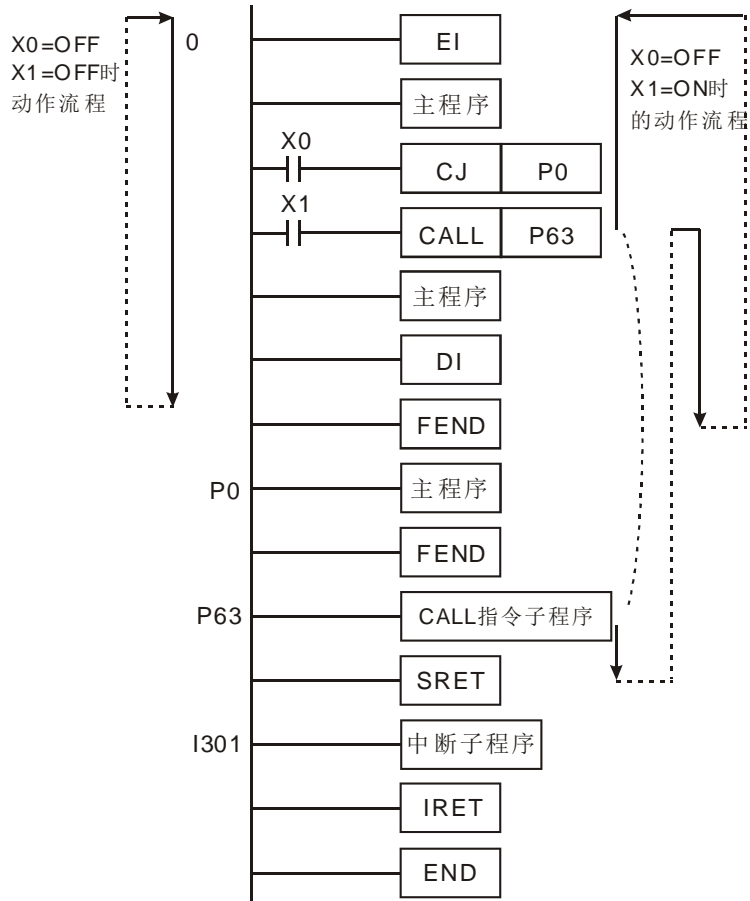 X0=OFF
X1=OFF时
动作流程
0
EI
X0=OFF
X1=ON时
的动作流程
主程序
X0
CJ P0
X1
CALL P63
主程序
DI
FEND
P0
主程序
FEND
P63
CALL指令子程序
SRET
I301
中断子程序
IRET
END